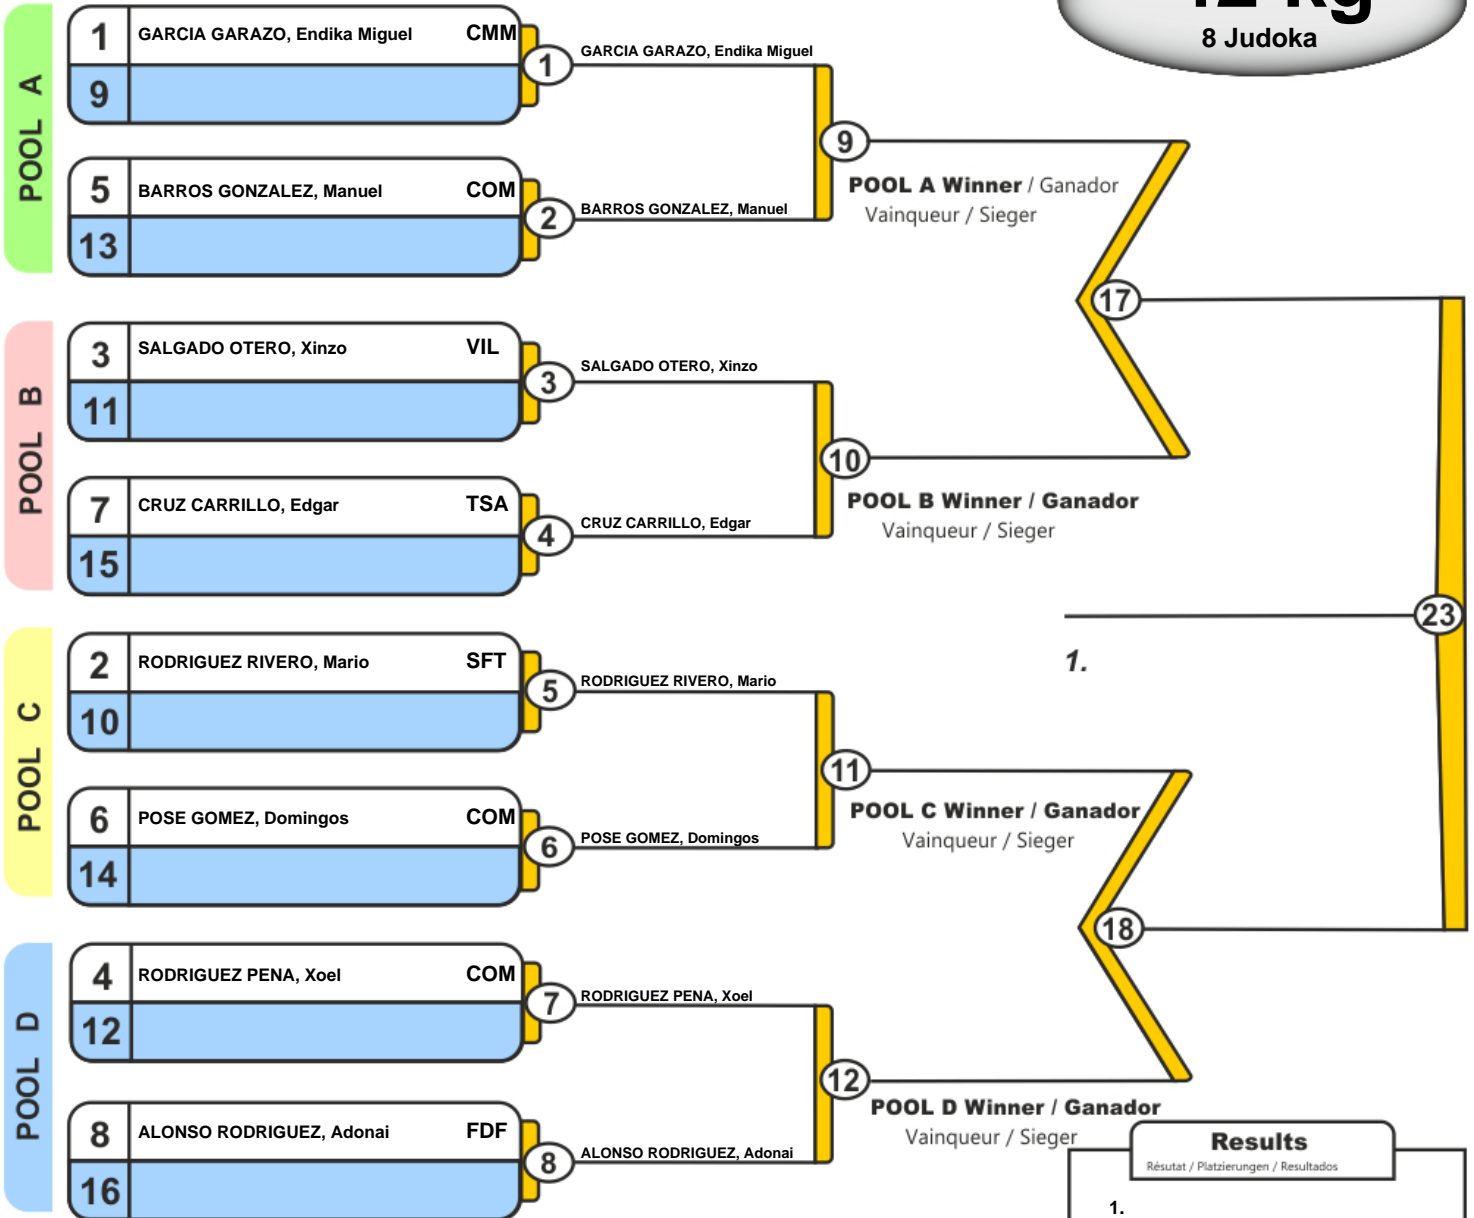 kg
8 Judoka
POOL A
1 GARCIA GARAZO, Endika Miguel CMM
9
1
GARCIA GARAZO, Endika Miguel
5 BARROS GONZALEZ, Manuel COM
13
2
BARROS GONZALEZ, Manuel
9
POOL A Winner / Ganador
Vainqueur / Sieger
17
POOL B
3 SALGADO OTERO, Xinzo VIL
11
3
SALGADO OTERO, Xinzo
7 CRUZ CARRILLO, Edgar TSA
15
4
CRUZ CARRILLO, Edgar
10
POOL B Winner / Ganador
Vainqueur / Sieger
23
1.
POOL C
2 RODRIGUEZ RIVERO, Mario SFT
10
5
RODRIGUEZ RIVERO, Mario
6 POSE GOMEZ, Domingos COM
14
6
POSE GOMEZ, Domingos
11
POOL C Winner / Ganador
Vainqueur / Sieger
18
POOL D
4 RODRIGUEZ PENA, Xoel COM
12
7
RODRIGUEZ PENA, Xoel
8 ALONSO RODRIGUEZ, Adonai FDF
16
8
ALONSO RODRIGUEZ, Adonai
12
POOL D Winner / Ganador
Vainqueur / Sieger
Results
Résutat / Platzierungen / Resultados
1.